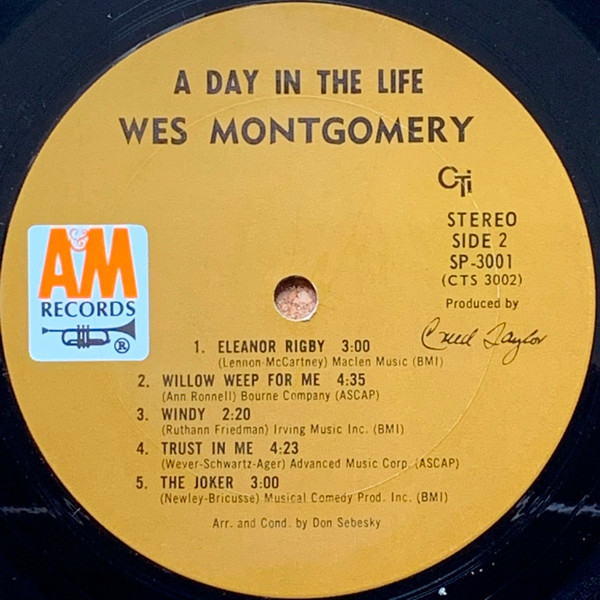 A DAY IN THE LIFE
WES MONTGOMERY
CTi
STEREO
SIDE 2
SP-3001
(CTS 3002)
Produced by
Creed Taylor
A&M
RECORDS
®
1. ELEANOR RIGBY 3:00
(Lennon-McCartney) Maclen Music (BMI)
2. WILLOW WEEP FOR ME 4:35
(Ann Ronnell) Bourne Company (ASCAP)
3. WINDY 2:20
(Ruthann Friedman) Irving Music Inc. (BMI)
4. TRUST IN ME 4:23
(Wever-Schwartz-Ager) Advanced Music Corp. (ASCAP)
5. THE JOKER 3:00
(Newley-Bricusse) Musical Comedy Prod. Inc. (BMI)
Arr. and Cond. by Don Sebesky